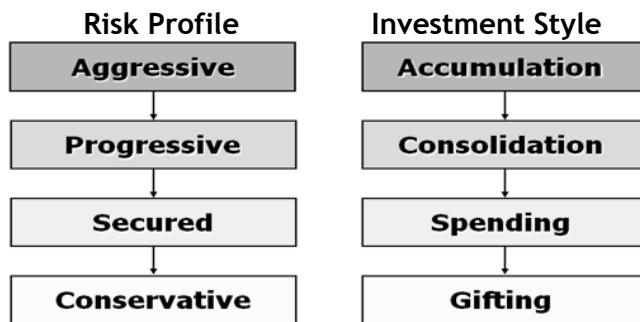 Risk Profile
Aggressive
Progressive
Secured
Conservative
Investment Style
Accumulation
Consolidation
Spending
Gifting